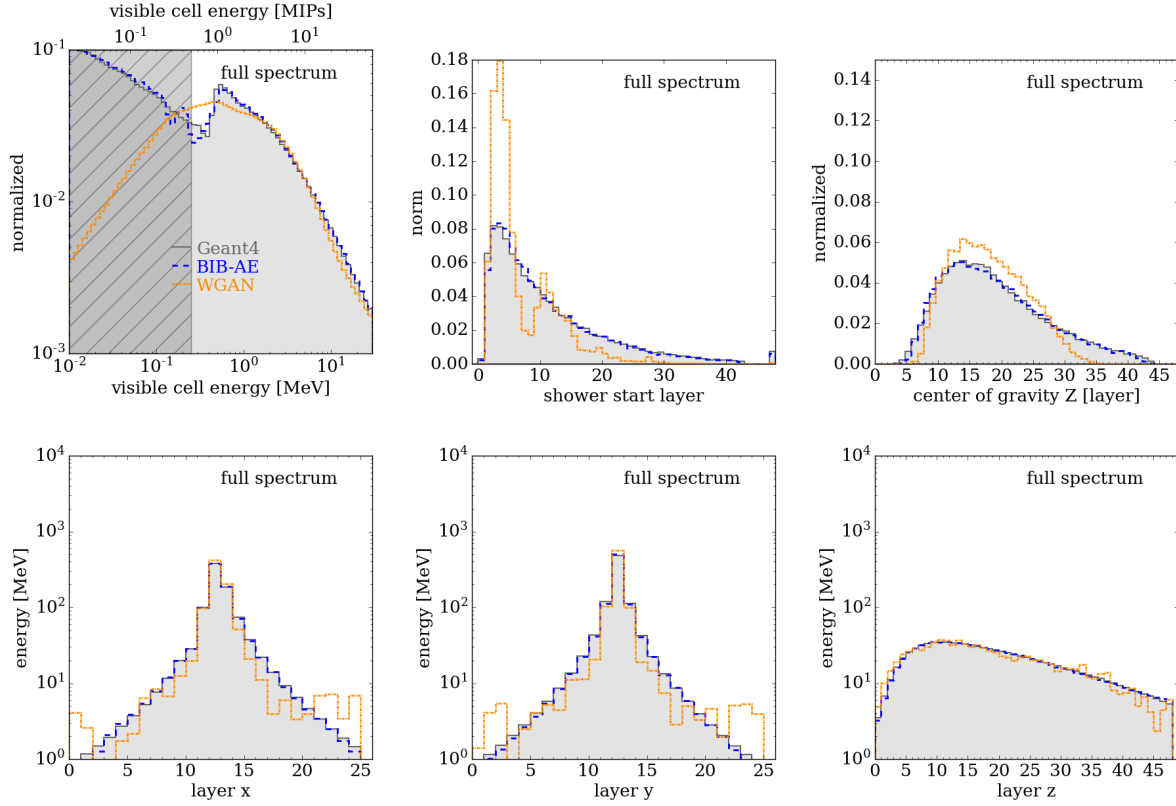 visible cell energy [MIPs]
10^-1 10^0 10^1
10^-1
10^-2
10^-3
normalized
full spectrum
Geant4
BIB-AE
WGAN
10^-2 10^-1 10^0 10^1
visible cell energy [MeV]
0.18
0.16
0.14
0.12
0.10
0.08
0.06
0.04
0.02
0.00
norm
full spectrum
0 10 20 30 40
shower start layer
0.14
0.12
0.10
0.08
0.06
0.04
0.02
0.00
normalized
full spectrum
0 5 10 15 20 25 30 35 40 45
center of gravity Z [layer]
10^4
10^3
10^2
10^1
10^0
energy [MeV]
full spectrum
0 5 10 15 20 25
layer x
10^4
10^3
10^2
10^1
10^0
energy [MeV]
full spectrum
0 5 10 15 20 25
layer y
10^4
10^3
10^2
10^1
10^0
energy [MeV]
full spectrum
0 5 10 15 20 25 30 35 40 45
layer z